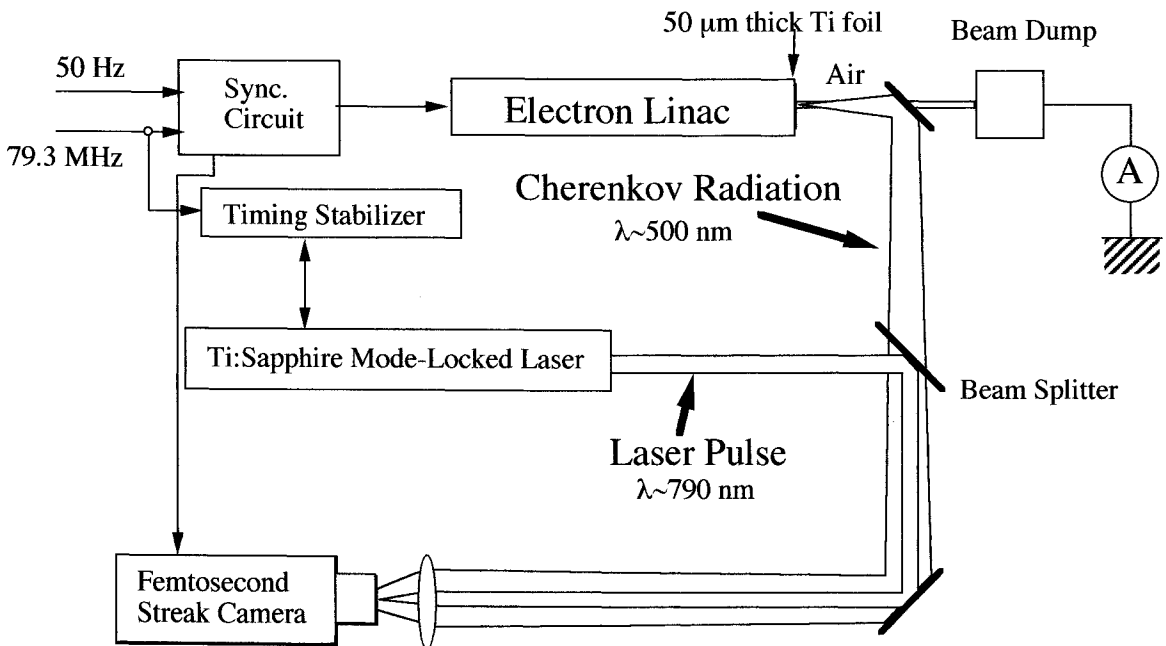 50 μm thick Ti foil
Beam Dump
50 Hz
Sync.
Circuit
Air
Electron Linac
79.3 MHz
A
Cherenkov Radiation
λ~500 nm
Timing Stabilizer
Ti:Sapphire Mode-Locked Laser
Beam Splitter
Laser Pulse
λ~790 nm
Femtosecond
Streak Camera